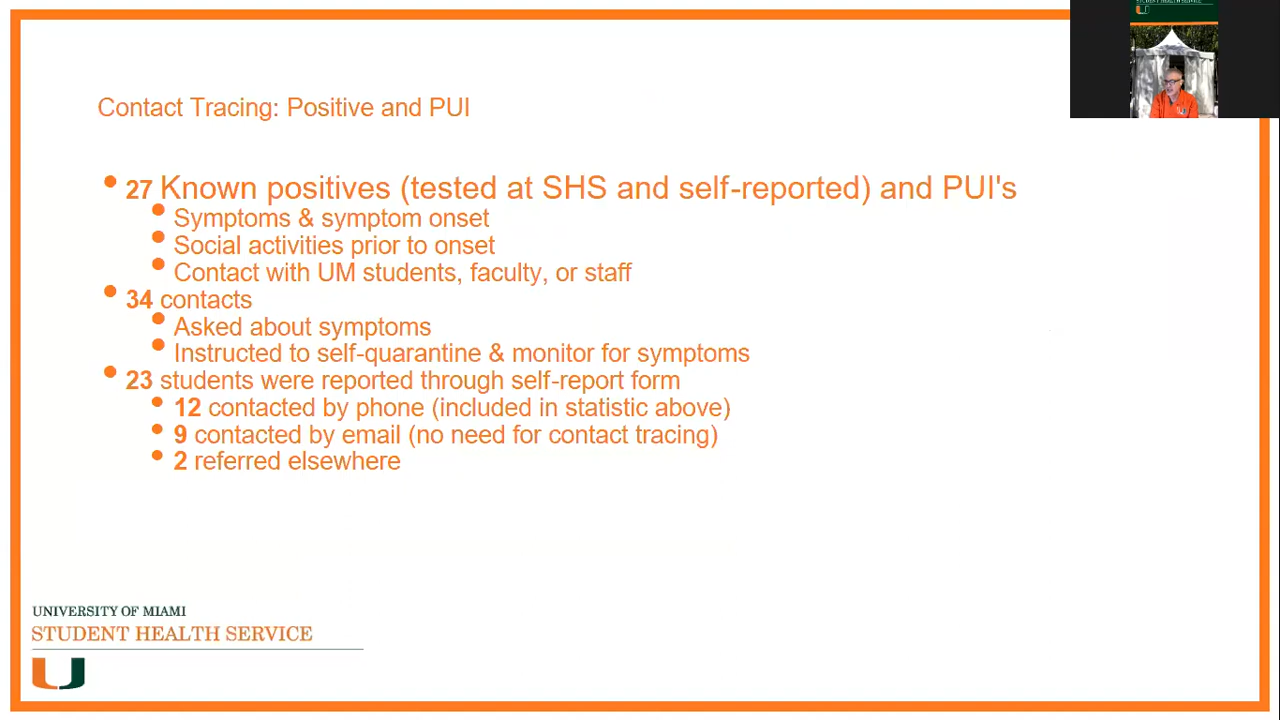 STUDENT HEALTH SERVICE
Contact Tracing: Positive and PUI
• 27 Known positives (tested at SHS and self-reported) and PUI's
• Symptoms & symptom onset
• Social activities prior to onset
• Contact with UM students, faculty, or staff
• 34 contacts
• Asked about symptoms
• Instructed to self-quarantine & monitor for symptoms
• 23 students were reported through self-report form
• 12 contacted by phone (included in statistic above)
• 9 contacted by email (no need for contact tracing)
• 2 referred elsewhere
UNIVERSITY OF MIAMI
STUDENT HEALTH SERVICE